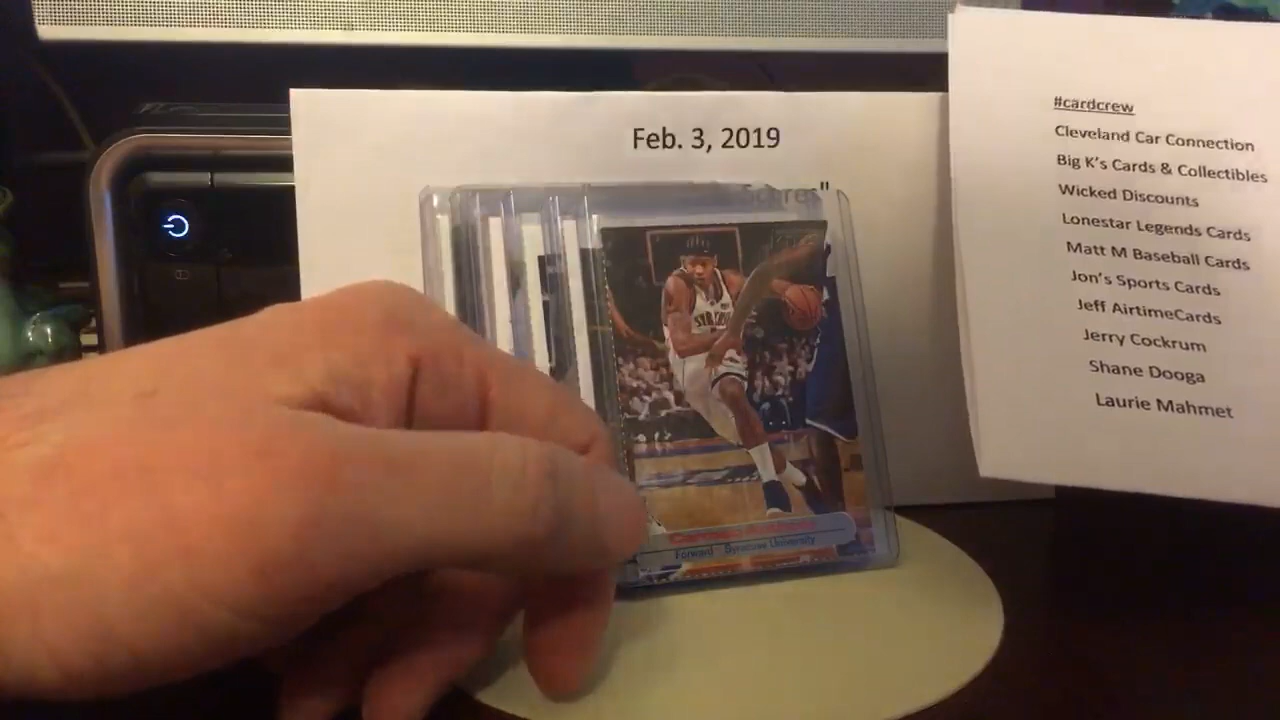 Feb. 3, 2019
Scores"
#cardcrew
Cleveland Car Connection
Big K's Cards & Collectibles
Wicked Discounts
Lonestar Legends Cards
Matt M Baseball Cards
Jon's Sports Cards
Jeff AirtimeCards
Jerry Cockrum
Shane Dooga
Laurie Mahmet
Forward Syracuse University